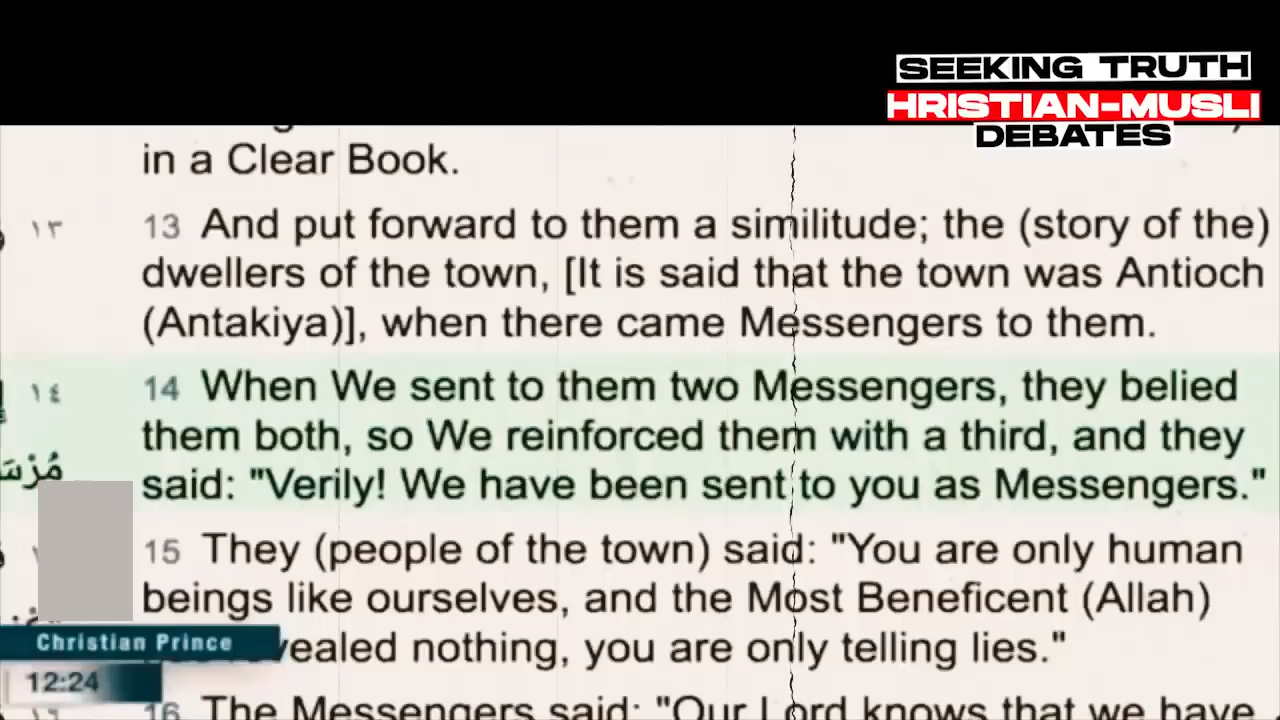 SEEKING TRUTH
HRISTIAN-MUSLI
DEBATES
in a Clear Book.
١٣ 13 And put forward to them a similitude; the (story of the)
dwellers of the town, [It is said that the town was Antioch
(Antakiya)], when there came Messengers to them.
١٤ 14 When We sent to them two Messengers, they belied
them both, so We reinforced them with a third, and they
said: "Verily! We have been sent to you as Messengers."
15 They (people of the town) said: "You are only human
beings like ourselves, and the Most Beneficent (Allah)
vealed nothing, you are only telling lies."
Christian Prince
12:24
١٦ 16 The Messengers said: "Our Lord knows that we have